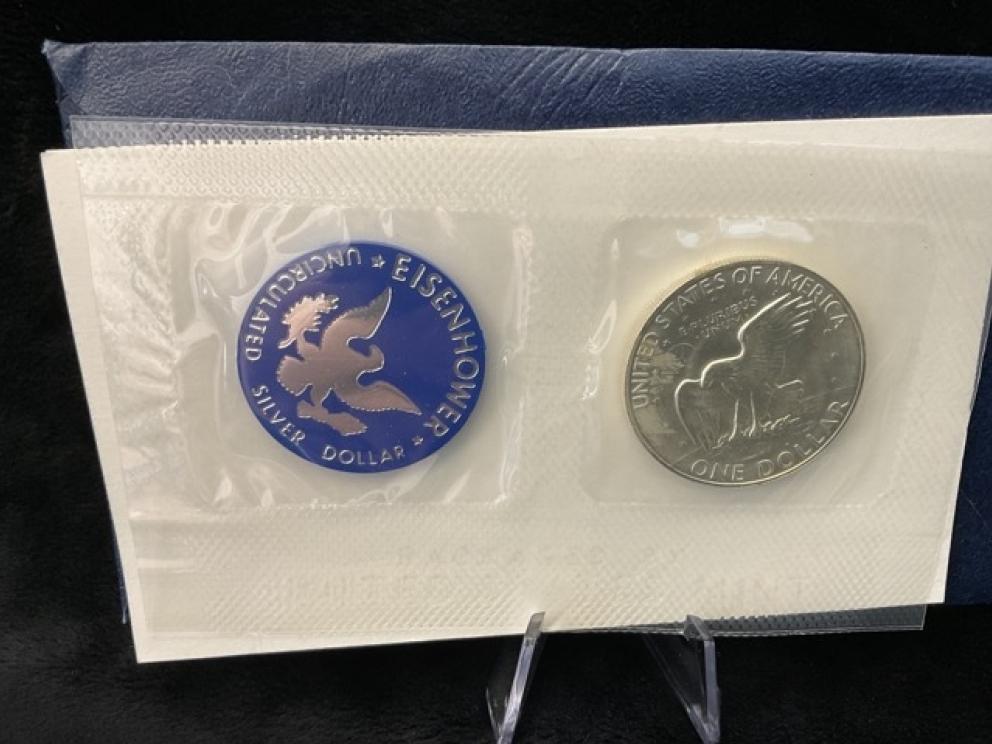 EISENHOWER
UNCIRCULATED SILVER DOLLAR
UNITED STATES OF AMERICA
E PLURIBUS
UNUM
ONE DOLLAR